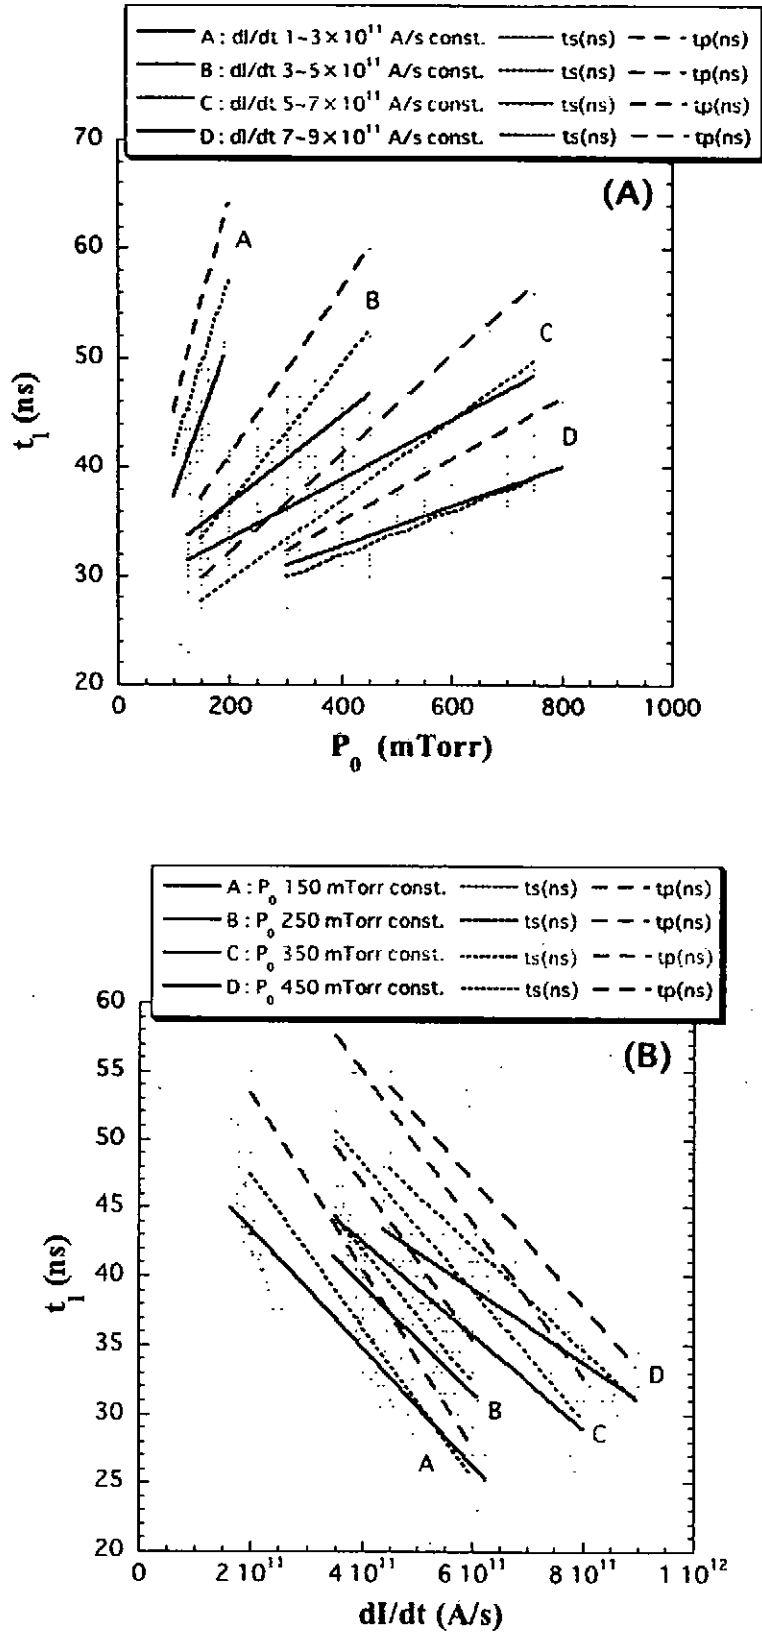 A : dI/dt 1~3×10¹¹ A/s const. ts(ns) tp(ns)
B : dI/dt 3~5×10¹¹ A/s const. ts(ns) tp(ns)
C : dI/dt 5~7×10¹¹ A/s const. ts(ns) tp(ns)
D : dI/dt 7~9×10¹¹ A/s const. ts(ns) tp(ns)
70
(A)
60
A
B
50
C
t₁ (ns)
40
D
30
20
0 200 400 600 800 1000
P₀ (mTorr)
A : P₀ 150 mTorr const. ts(ns) tp(ns)
B : P₀ 250 mTorr const. ts(ns) tp(ns)
C : P₀ 350 mTorr const. ts(ns) tp(ns)
D : P₀ 450 mTorr const. ts(ns) tp(ns)
60
(B)
55
50
45
t₁ (ns)
40
35
D
30
B
C
A
25
20
0 2 10¹¹ 4 10¹¹ 6 10¹¹ 8 10¹¹ 1 10¹²
dI/dt (A/s)